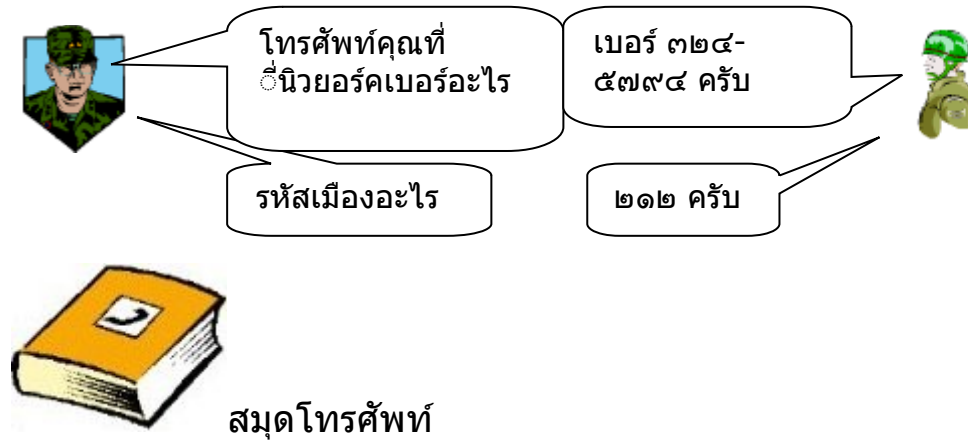 โทรศัพท์คุณที่
ี่นิวยอร์คเบอร์อะไร
เบอร์ ๓๒๔-
๕๗๙๔ ครับ
รหัสเมืองอะไร
๒๑๒ ครับ
สมุดโทรศัพท์